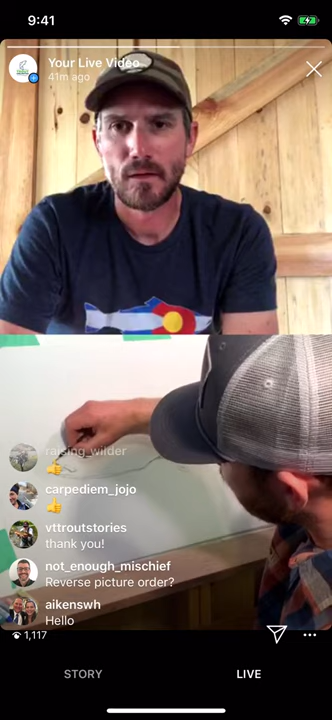 9:41
Your Live Video
41m ago
raising_wilder
👍
carpediem_jojo
👍
vttroutstories
thank you!
not_enough_mischief
Reverse picture order?
aikenswh
Hello
1,117
STORY
LIVE